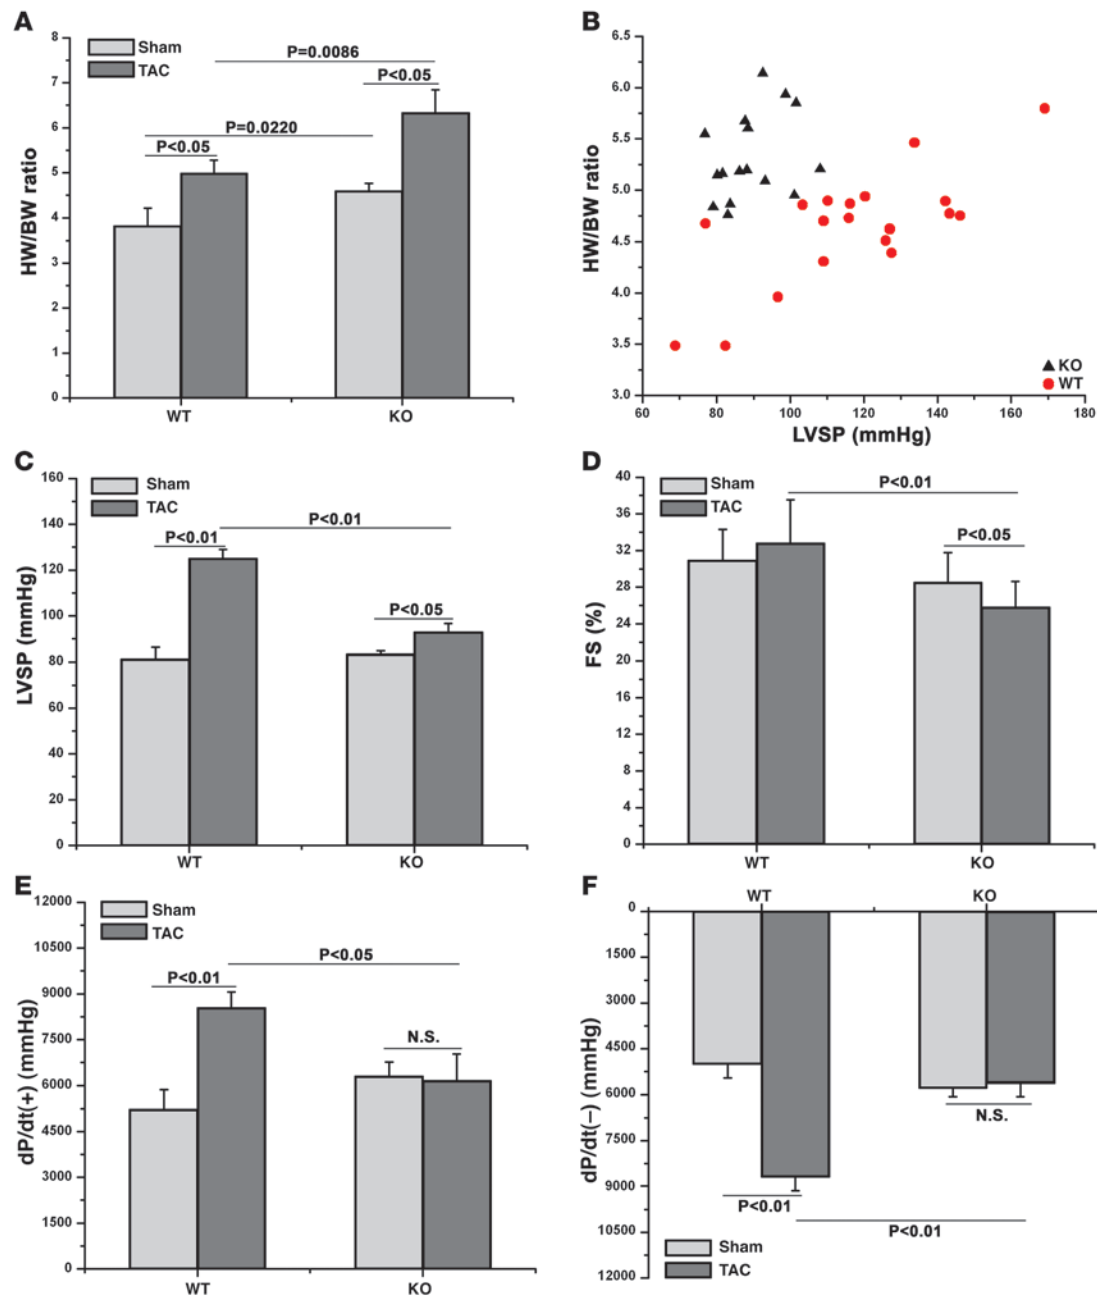 A
HW/BW ratio
8
7
6
5
4
3
2
1
0
Sham
TAC
P=0.0086
P<0.05
P=0.0220
P<0.05
WT
KO
B
HW/BW ratio
6.5
6.0
5.5
5.0
4.5
4.0
3.5
3.0
KO
WT
60
80
100
120
140
160
180
LVSP (mmHg)
C
LVSP (mmHg)
160
140
120
100
80
60
40
20
0
Sham
TAC
P<0.01
P<0.01
P<0.05
WT
KO
D
FS (%)
40
36
32
28
24
20
16
12
8
4
0
Sham
TAC
P<0.01
P<0.05
WT
KO
E
dP/dt(+) (mmHg)
12000
10500
9000
7500
6000
4500
3000
1500
0
Sham
TAC
P<0.05
P<0.01
N.S.
WT
KO
F
WT
KO
dP/dt(−) (mmHg)
0
1500
3000
4500
6000
7500
9000
10500
12000
N.S.
P<0.01
P<0.01
Sham
TAC